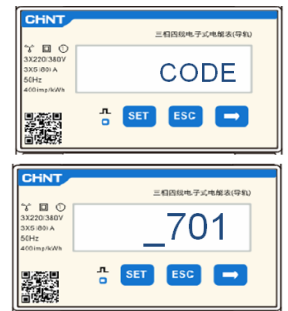 CHNT
三相四线电子式电能表(导轨)
3X220/380V
3X5(80)A
50Hz
400imp/kWh
CODE
SET
ESC
CHNT
三相四线电子式电能表(导轨)
3X220/380V
3X5(80)A
50Hz
400imp/kWh
_701
SET
ESC